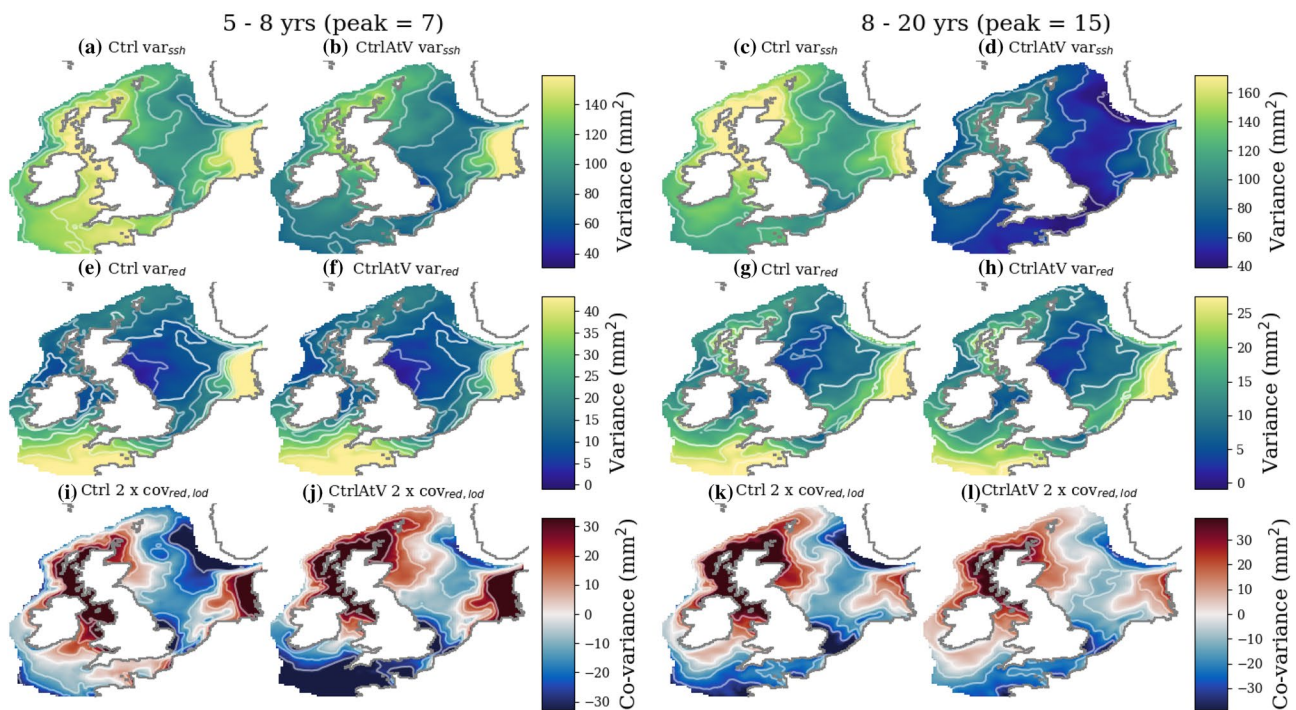 5 - 8 yrs (peak = 7)
8 - 20 yrs (peak = 15)
(a) Ctrl var_ssh
(b) CtrlAtV var_ssh
(c) Ctrl var_ssh
(d) CtrlAtV var_ssh
140
120
100
80
60
40
Variance (mm²)
160
140
120
100
80
60
40
Variance (mm²)
(e) Ctrl var_red
(f) CtrlAtV var_red
(g) Ctrl var_red
(h) CtrlAtV var_red
40
35
30
25
20
15
10
5
0
Variance (mm²)
25
20
15
10
5
0
Variance (mm²)
(i) Ctrl 2 x cov_red, lod
(j) CtrlAtV 2 x cov_red, lod
(k) Ctrl 2 x cov_red, lod
(l) CtrlAtV 2 x cov_red, lod
30
20
10
0
−10
−20
−30
Co-variance (mm²)
30
20
10
0
−10
−20
−30
Co-variance (mm²)